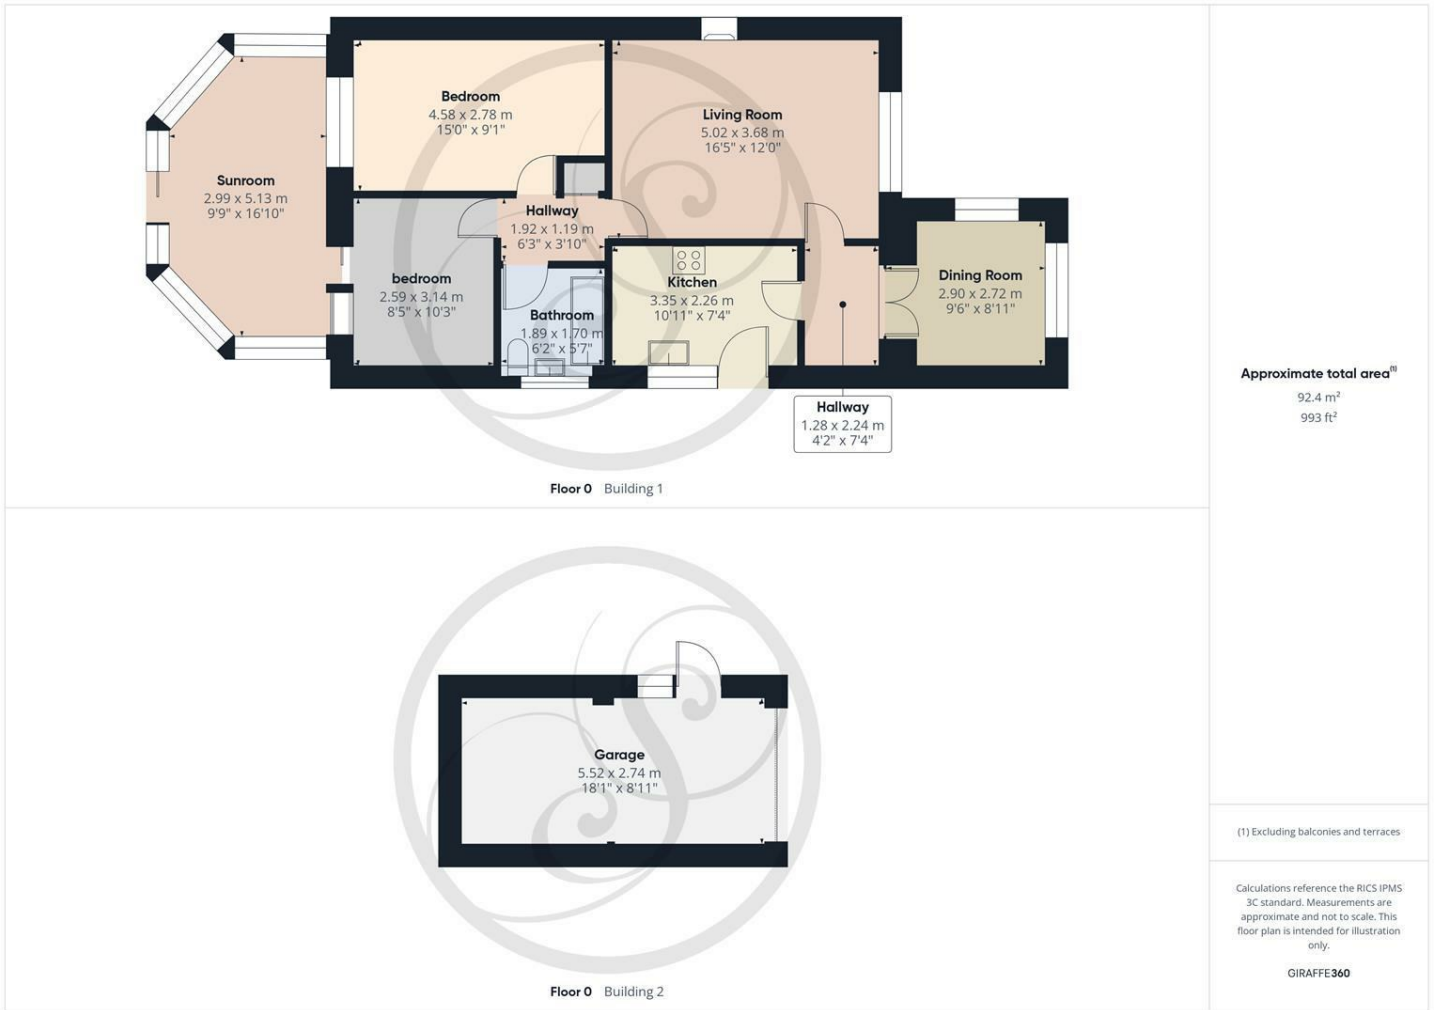 Bedroom
4.58 x 2.78 m
15'0" x 9'1"
Living Room
5.02 x 3.68 m
16'5" x 12'0"
Sunroom
2.99 x 5.13 m
9'9" x 16'10"
Hallway
1.92 x 1.19 m
6'3" x 3'10"
bedroom
2.59 x 3.14 m
8'5" x 10'3"
Bathroom
1.89 x 1.70 m
6'2" x 5'7"
Kitchen
3.35 x 2.26 m
10'11" x 7'4"
Dining Room
2.90 x 2.72 m
9'6" x 8'11"
Hallway
1.28 x 2.24 m
4'2" x 7'4"
Floor 0 Building 1
Garage
5.52 x 2.74 m
18'1" x 8'11"
Floor 0 Building 2
Approximate total area(1)
92.4 m²
993 ft²
(1) Excluding balconies and terraces
Calculations reference the RICS IPMS
3C standard. Measurements are
approximate and not to scale. This
floor plan is intended for illustration
only.
GIRAFFE360